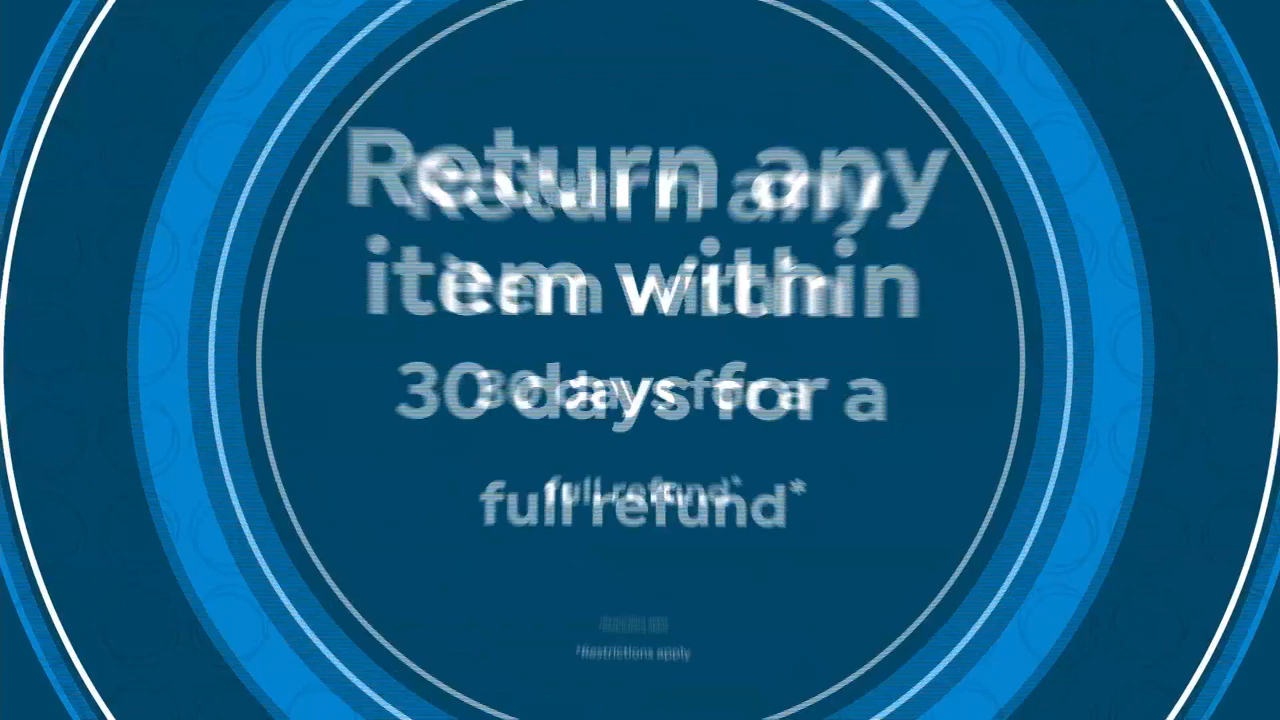 Return any
item within
30 days for a
full refund*
*Restrictions apply